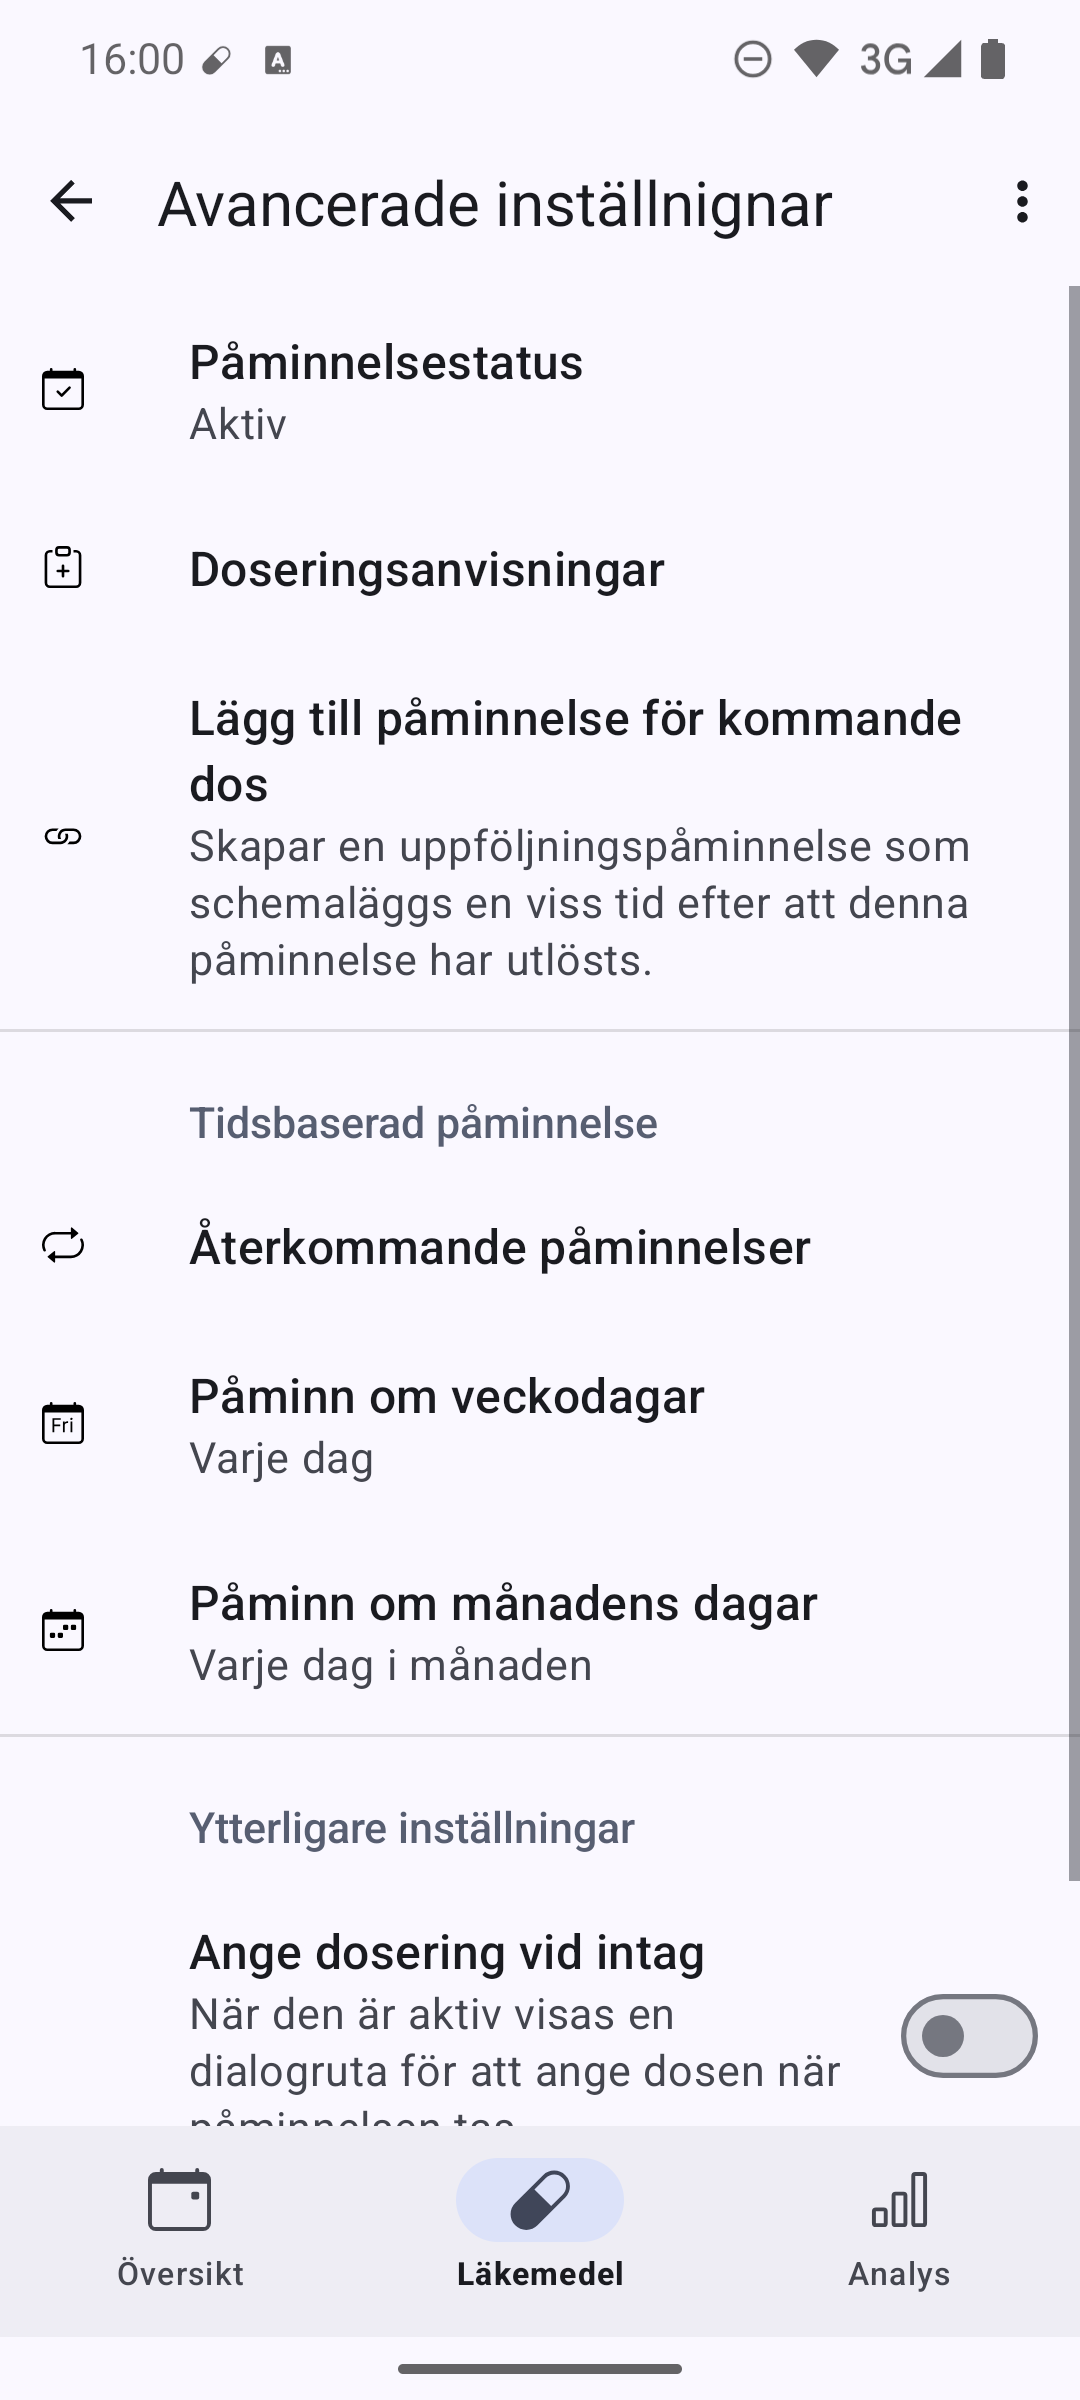 16:00
3G
Avancerade inställnignar
Påminnelsestatus
Aktiv
Doseringsanvisningar
Lägg till påminnelse för kommande
dos
Skapar en uppföljningspåminnelse som
schemaläggs en viss tid efter att denna
påminnelse har utlösts.
Tidsbaserad påminnelse
Återkommande påminnelser
Fri
Påminn om veckodagar
Varje dag
Påminn om månadens dagar
Varje dag i månaden
Ytterligare inställningar
Ange dosering vid intag
När den är aktiv visas en
dialogruta för att ange dosen när
påminnelsen tas
Översikt
Läkemedel
Analys